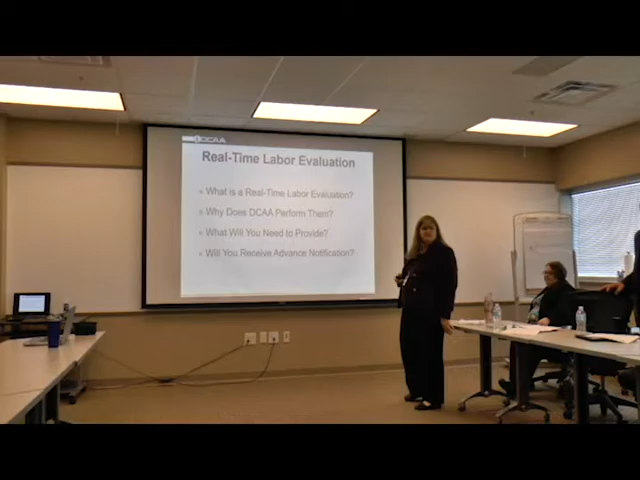 DCAA
Real-Time Labor Evaluation
What is a Real-Time Labor Evaluation?
Why Does DCAA Perform Them?
What Will You Need to Provide?
Will You Receive Advance Notification?